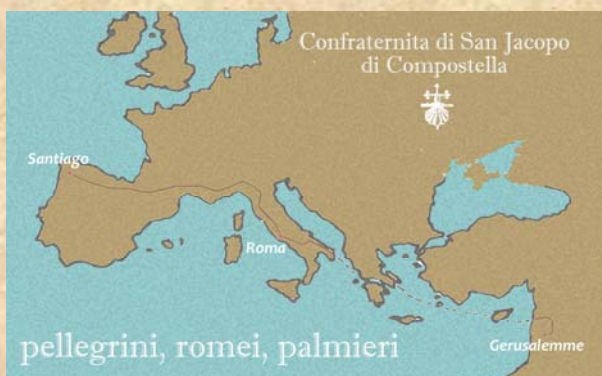 Confraternita di San Jacopo
di Compostella
Santiago
Roma
Gerusalemme
pellegrini, romei, palmieri